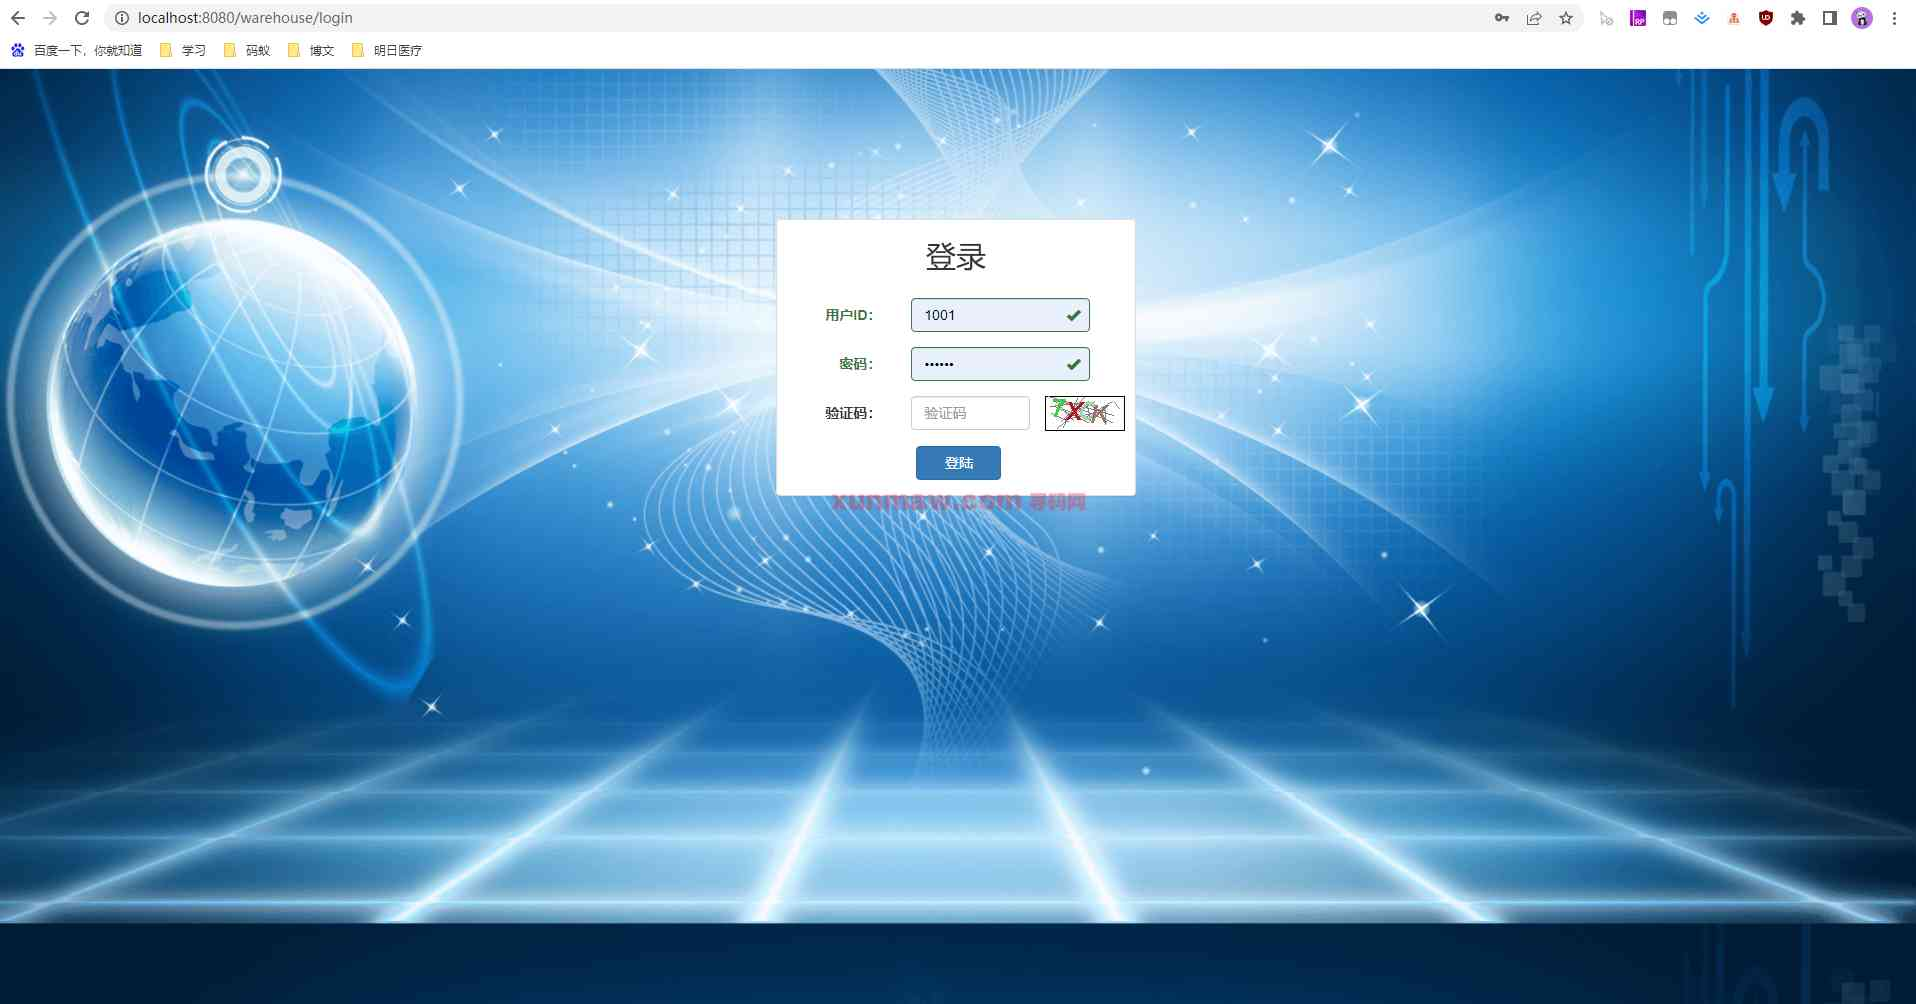 localhost:8080/warehouse/login
百度一下，你就知道 学习 码蚁 博文 明日医疗
登录
用户ID： 1001
密码： ••••••
验证码： 验证码
登陆
xunmaw.com 寻码网